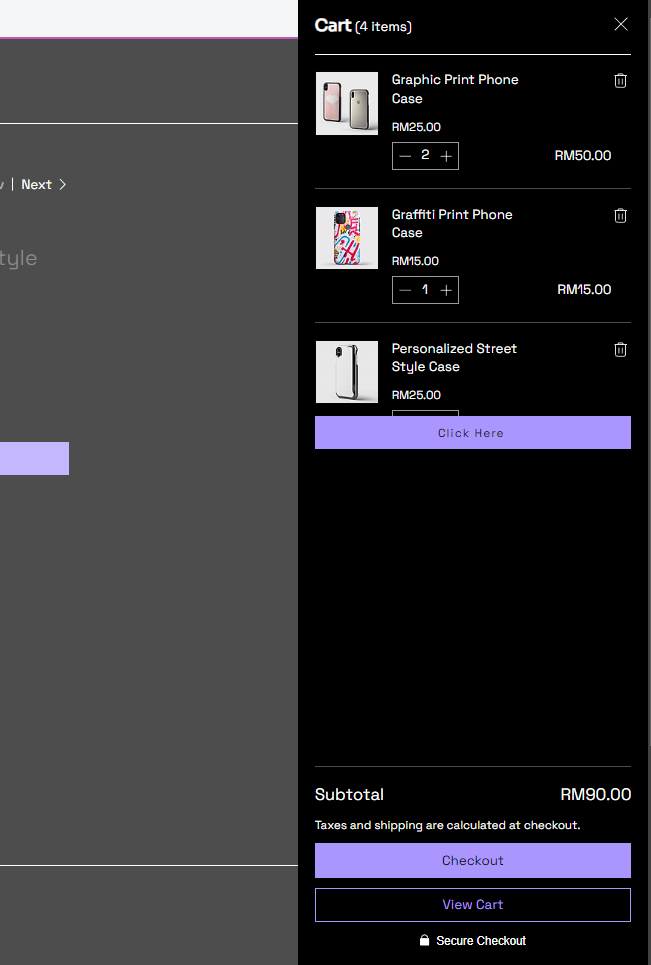 Cart (4 items)
Graphic Print Phone
Case
RM25.00
2
RM50.00
Next
tyle
Graffiti Print Phone
Case
RM15.00
1
RM15.00
Personalized Street
Style Case
RM25.00
Click Here
Subtotal
RM90.00
Taxes and shipping are calculated at checkout.
Checkout
View Cart
Secure Checkout